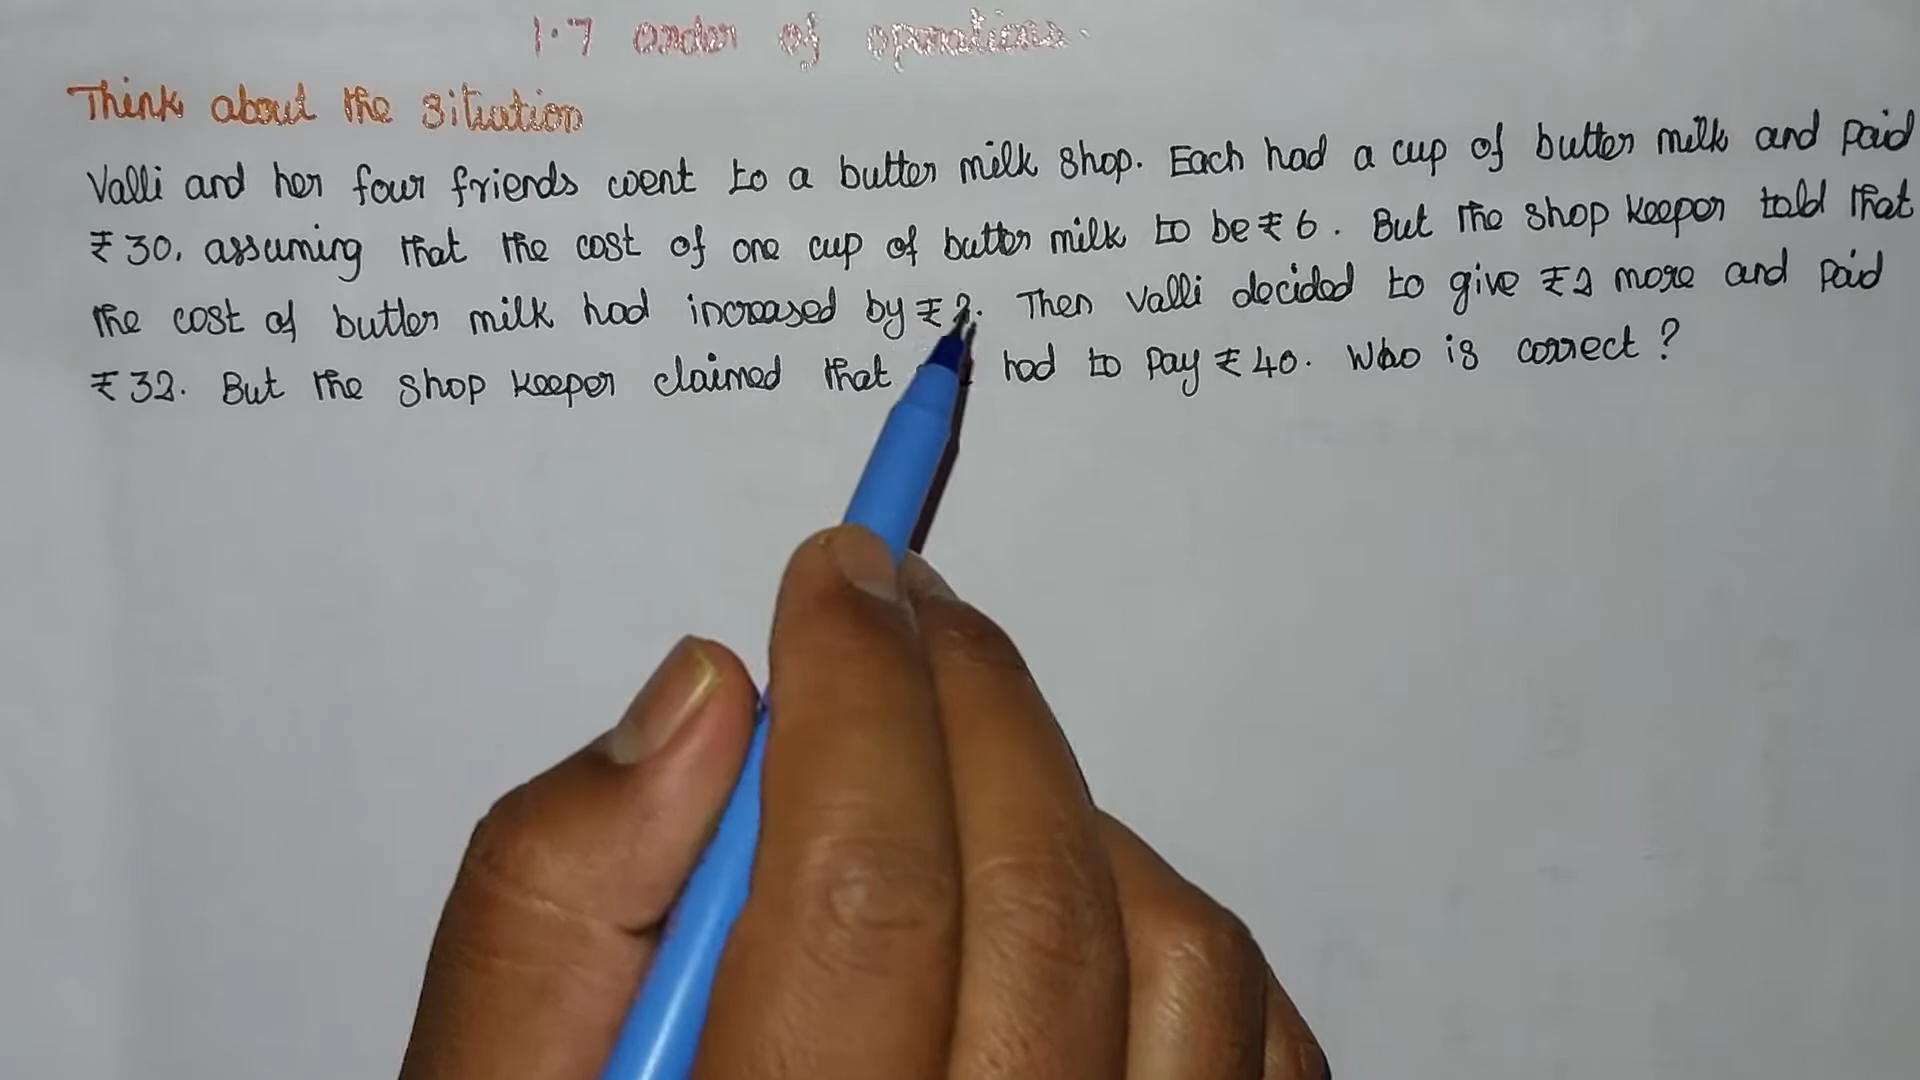 1.7 order of operations.
Think about the situation
Valli and her four friends went to a butter milk shop. Each had a cup of butter milk and paid
₹ 30, assuming that the cost of one cup of butter milk to be ₹ 6. But the shop keeper told that
the cost of butter milk had increased by ₹ 2. Then Valli decided to give ₹ 2 more and paid
₹ 32. But the shop keeper claimed that had to pay ₹ 40. Who is correct?